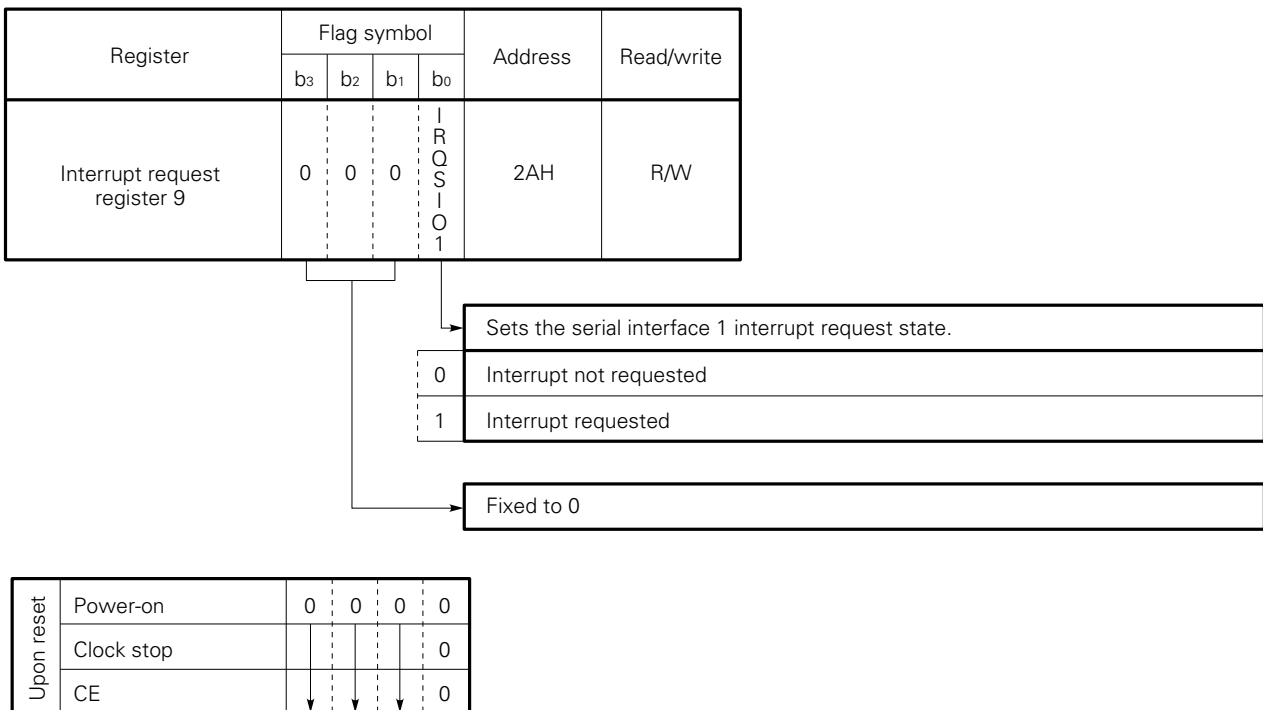 Register Flag symbol Address Read/write
b3 b2 b1 b0
Interrupt request
register 9
0 0 0 IRQSIO1 2AH R/W
Sets the serial interface 1 interrupt request state.
0 Interrupt not requested
1 Interrupt requested
Fixed to 0
Upon reset
Power-on 0 0 0 0
Clock stop 0
CE 0